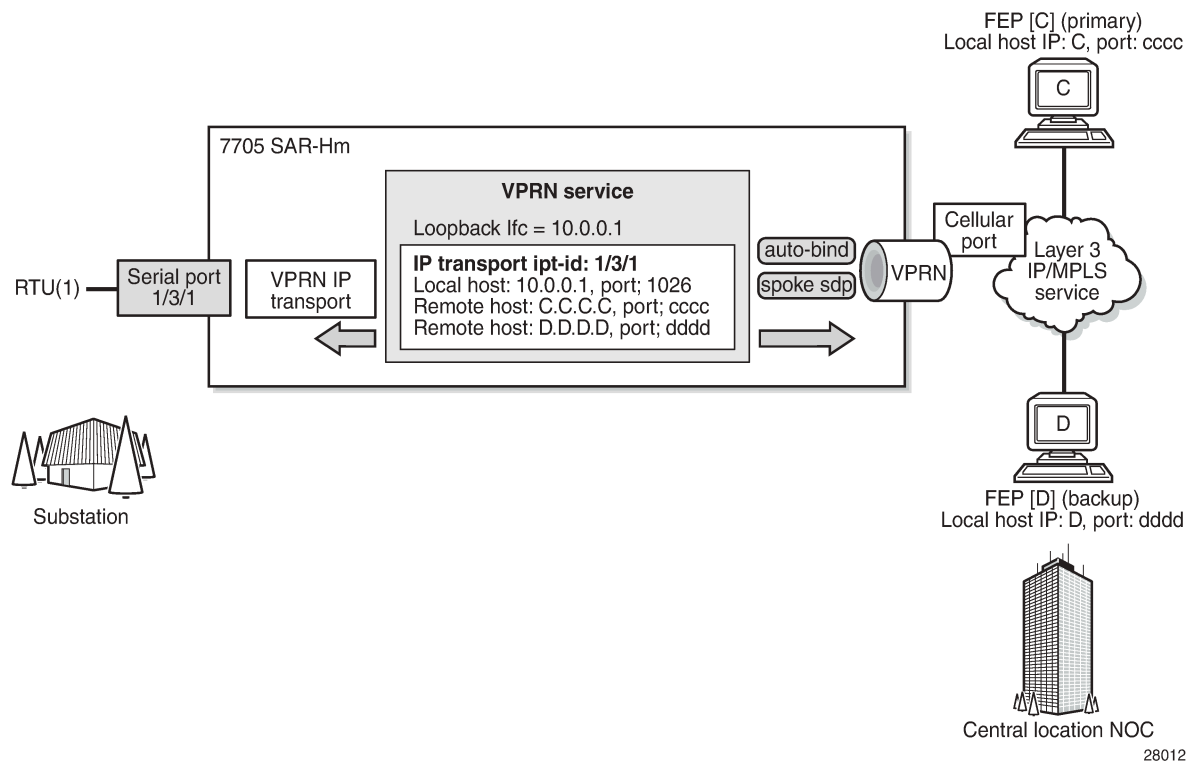 FEP [C] (primary)
Local host IP: C, port: cccc
C
7705 SAR-Hm
VPRN service
Loopback Ifc = 10.0.0.1
IP transport ipt-id: 1/3/1
Local host: 10.0.0.1, port; 1026
Remote host: C.C.C.C, port; cccc
Remote host: D.D.D.D, port; dddd
RTU(1)
Serial port
1/3/1
VPRN IP
transport
auto-bind
spoke sdp
VPRN
Cellular
port
Layer 3
IP/MPLS
service
D
FEP [D] (backup)
Local host IP: D, port: dddd
Substation
Central location NOC
28012